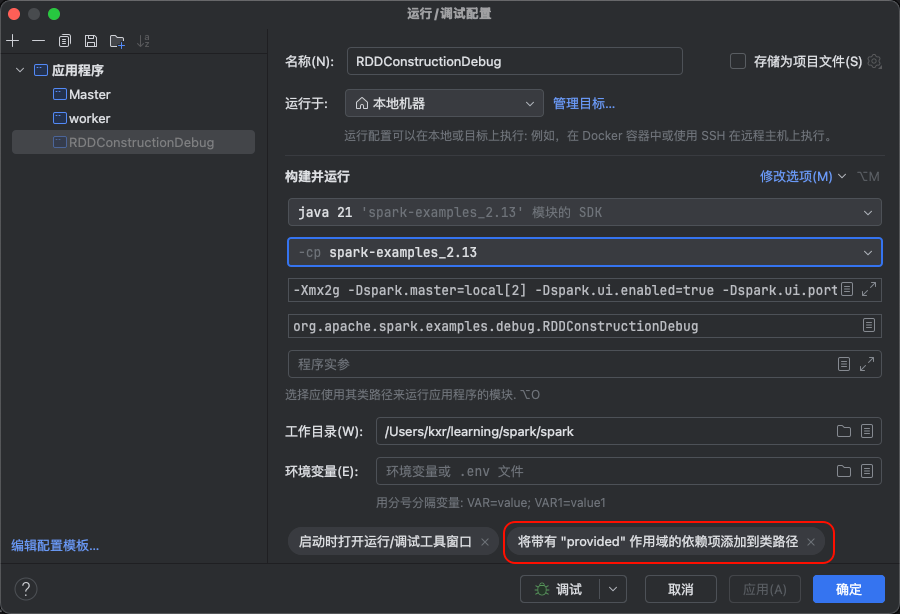 运行/调试配置
应用程序
Master
worker
RDDConstructionDebug
编辑配置模板...
名称(N):
RDDConstructionDebug
存储为项目文件(S)
运行于:
本地机器
管理目标...
运行配置可以在本地或目标上执行: 例如，在 Docker 容器中或使用 SSH 在远程主机上执行。
构建并运行
修改选项(M)
⌥M
java 21 'spark-examples_2.13' 模块的 SDK
-cp spark-examples_2.13
-Xmx2g -Dspark.master=local[2] -Dspark.ui.enabled=true -Dspark.ui.port
org.apache.spark.examples.debug.RDDConstructionDebug
程序实参
选择应使用其类路径来运行应用程序的模块. ⌥O
工作目录(W):
/Users/kxr/learning/spark/spark
环境变量(E):
环境变量或 .env 文件
用分号分隔变量: VAR=value; VAR1=value1
启动时打开运行/调试工具窗口 ×
将带有 "provided" 作用域的依赖项添加到类路径 ×
?
调试
取消
应用(A)
确定